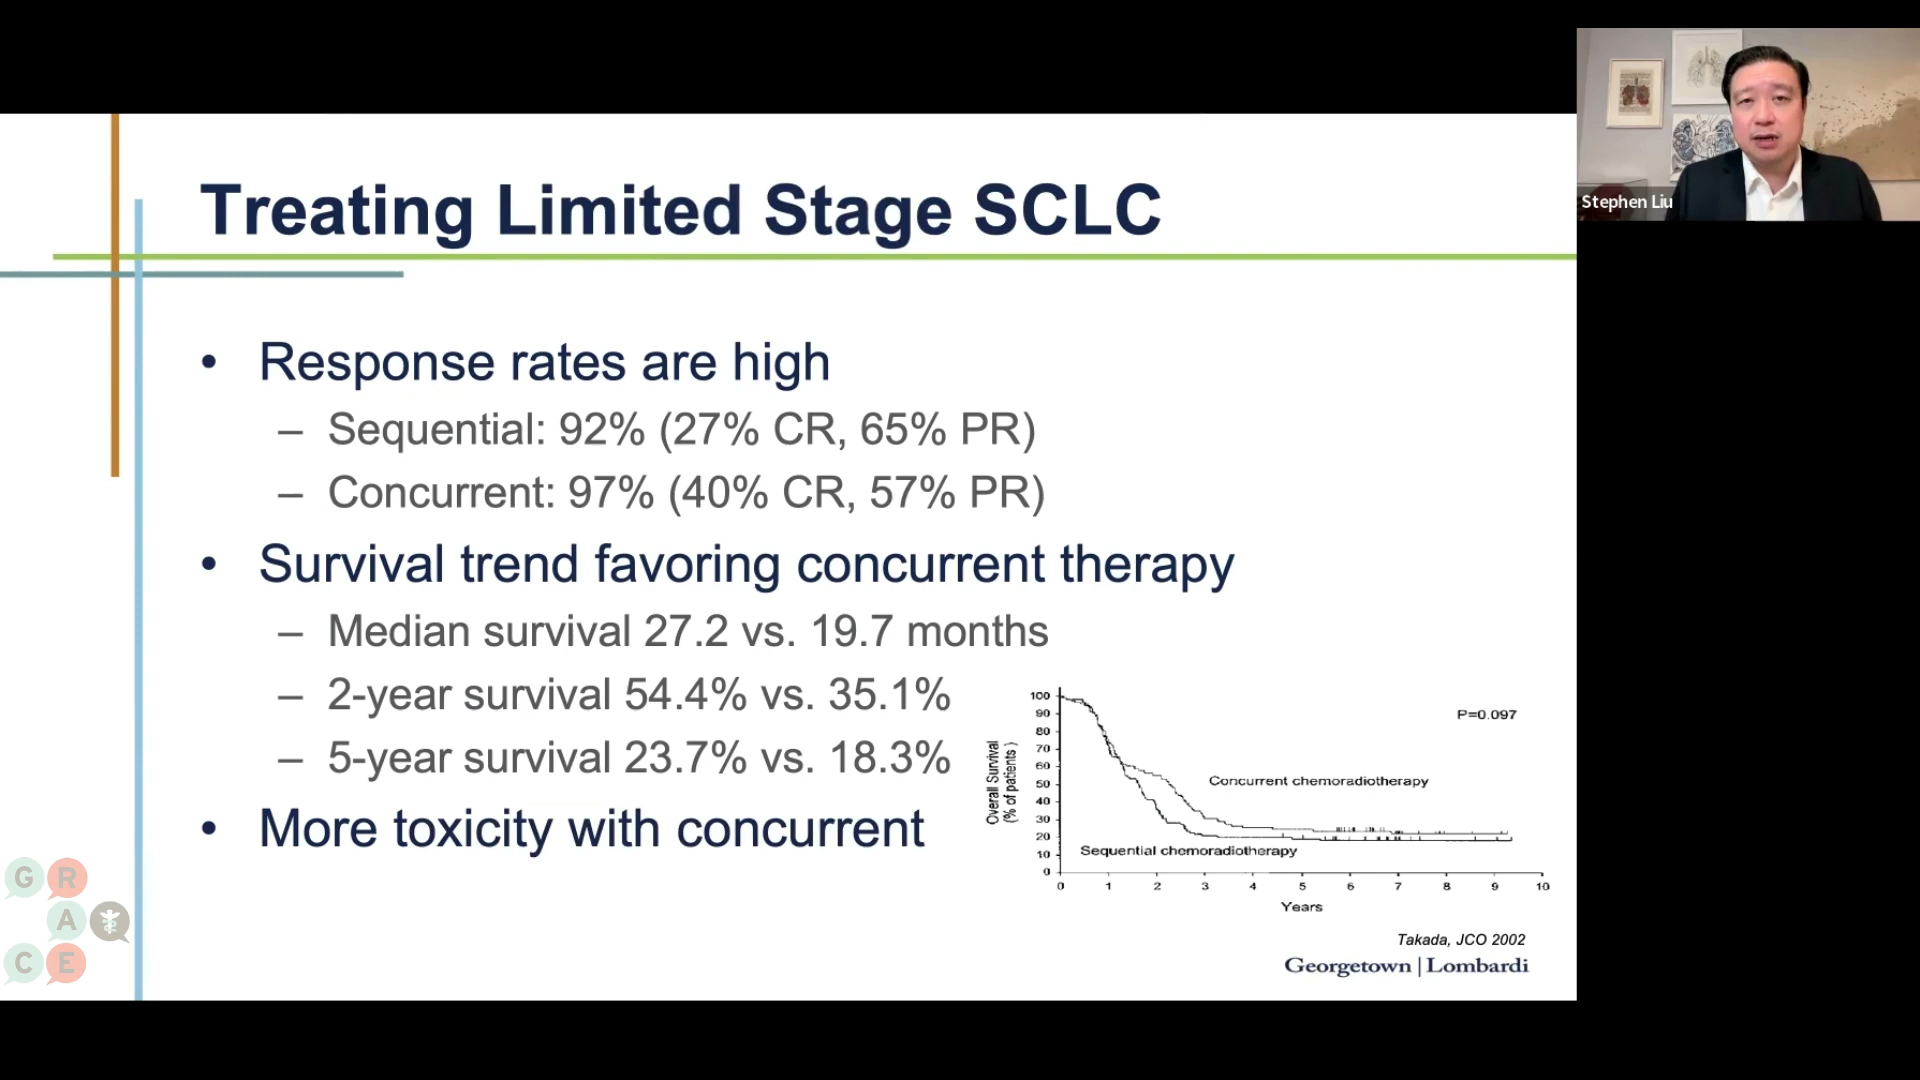 Stephen Liu
Treating Limited Stage SCLC
• Response rates are high
– Sequential: 92% (27% CR, 65% PR)
– Concurrent: 97% (40% CR, 57% PR)
• Survival trend favoring concurrent therapy
– Median survival 27.2 vs. 19.7 months
– 2-year survival 54.4% vs. 35.1%
– 5-year survival 23.7% vs. 18.3%
• More toxicity with concurrent
Overall Survival
(% of patients)
100
90
80
70
60
50
40
30
20
10
0
P=0.097
Concurrent chemoradiotherapy
Sequential chemoradiotherapy
0 1 2 3 4 5 6 7 8 9 10
Years
Takada, JCO 2002
Georgetown | Lombardi
G R
A
C E